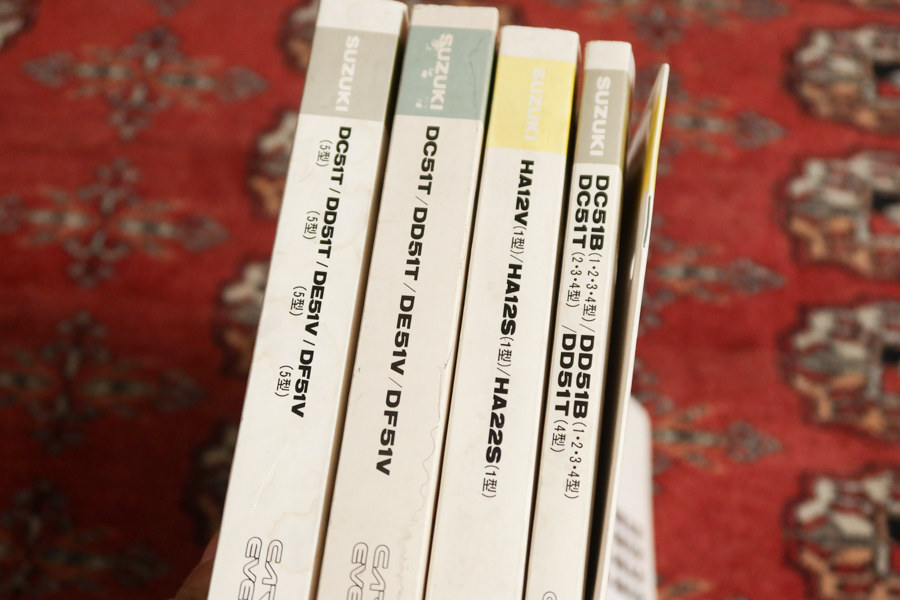 SUZUKI
DC51T / DD51T / DE51V / DF51V
(5型) (5型) (5型) (5型)
SUZUKI
DC51T / DD51T / DE51V / DF51V
SUZUKI
HA12V(1型)/HA12S(1型)/HA22S(1型)
SUZUKI
DC51B(1・2・3・4型)/DD51B(1・2・3・4型)
DC51T(2・3・4型)/DD51T(4型)